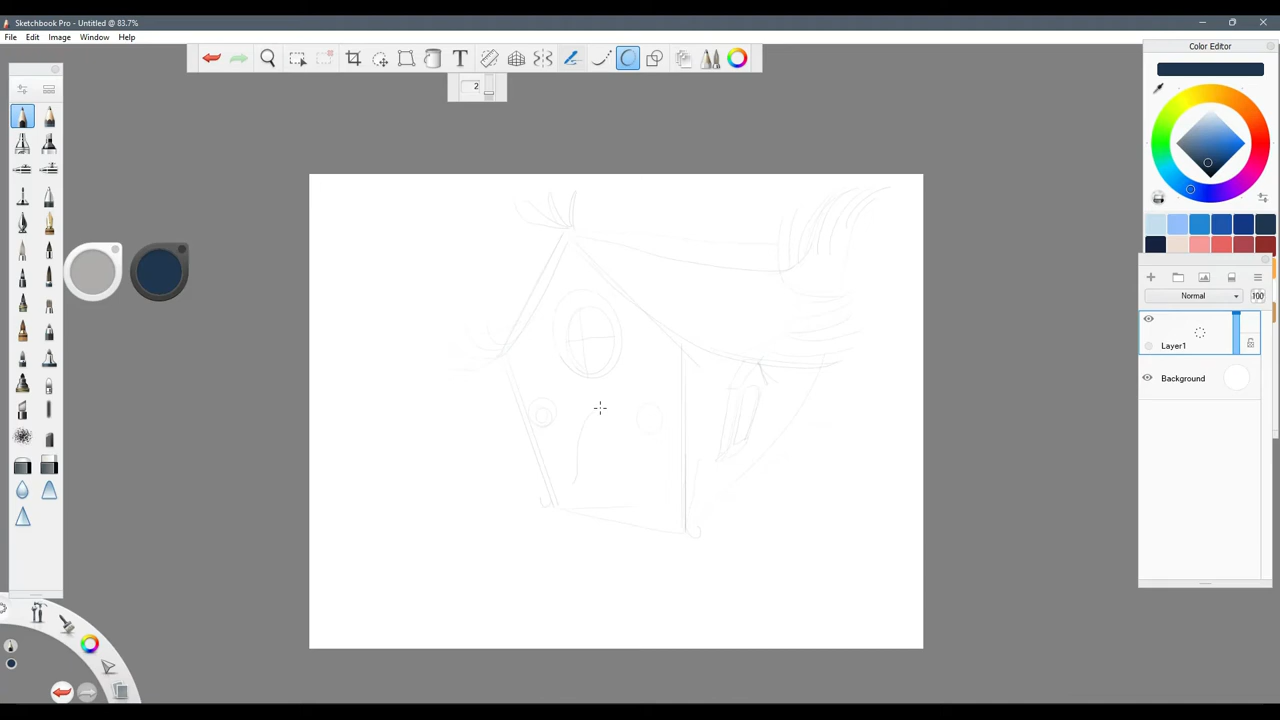 Sketchbook Pro - Untitled @ 83.7%
File Edit Image Window Help
T
2
Color Editor
Normal 100
Layer1
Background